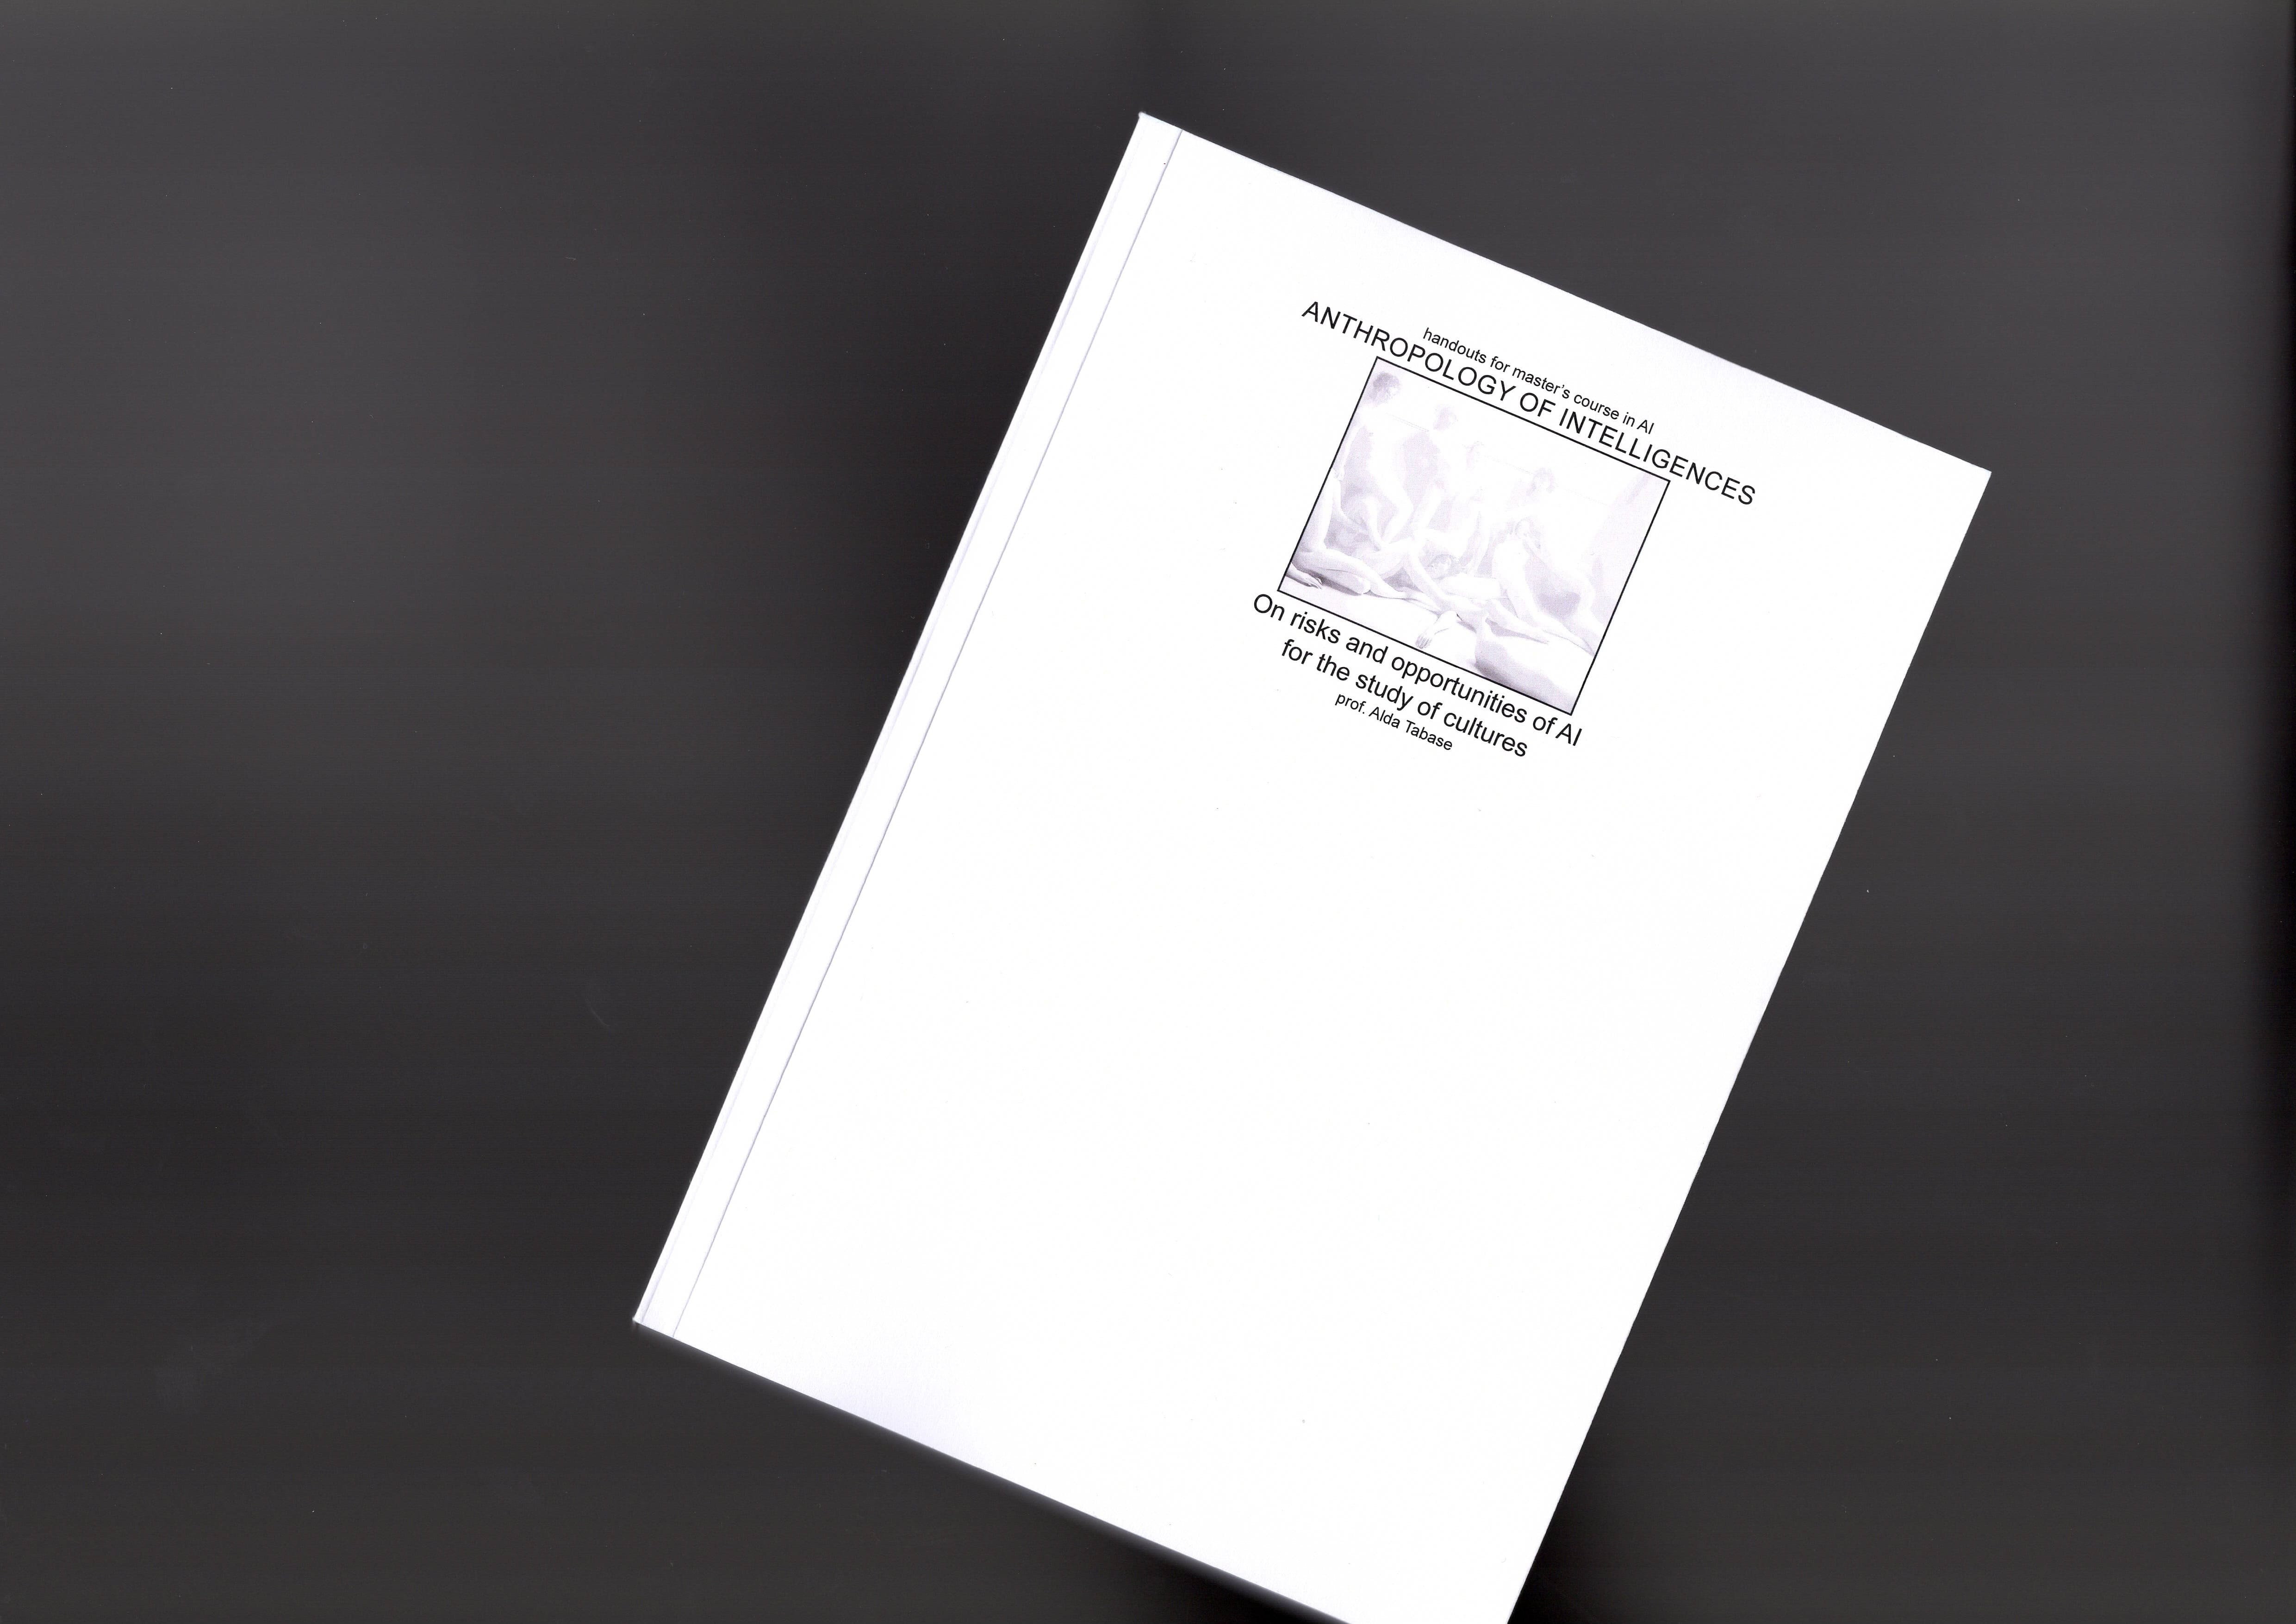 handouts for master's course in AI
ANTHROPOLOGY OF INTELLIGENCES
On risks and opportunities of AI
for the study of cultures
prof. Alda Tabase